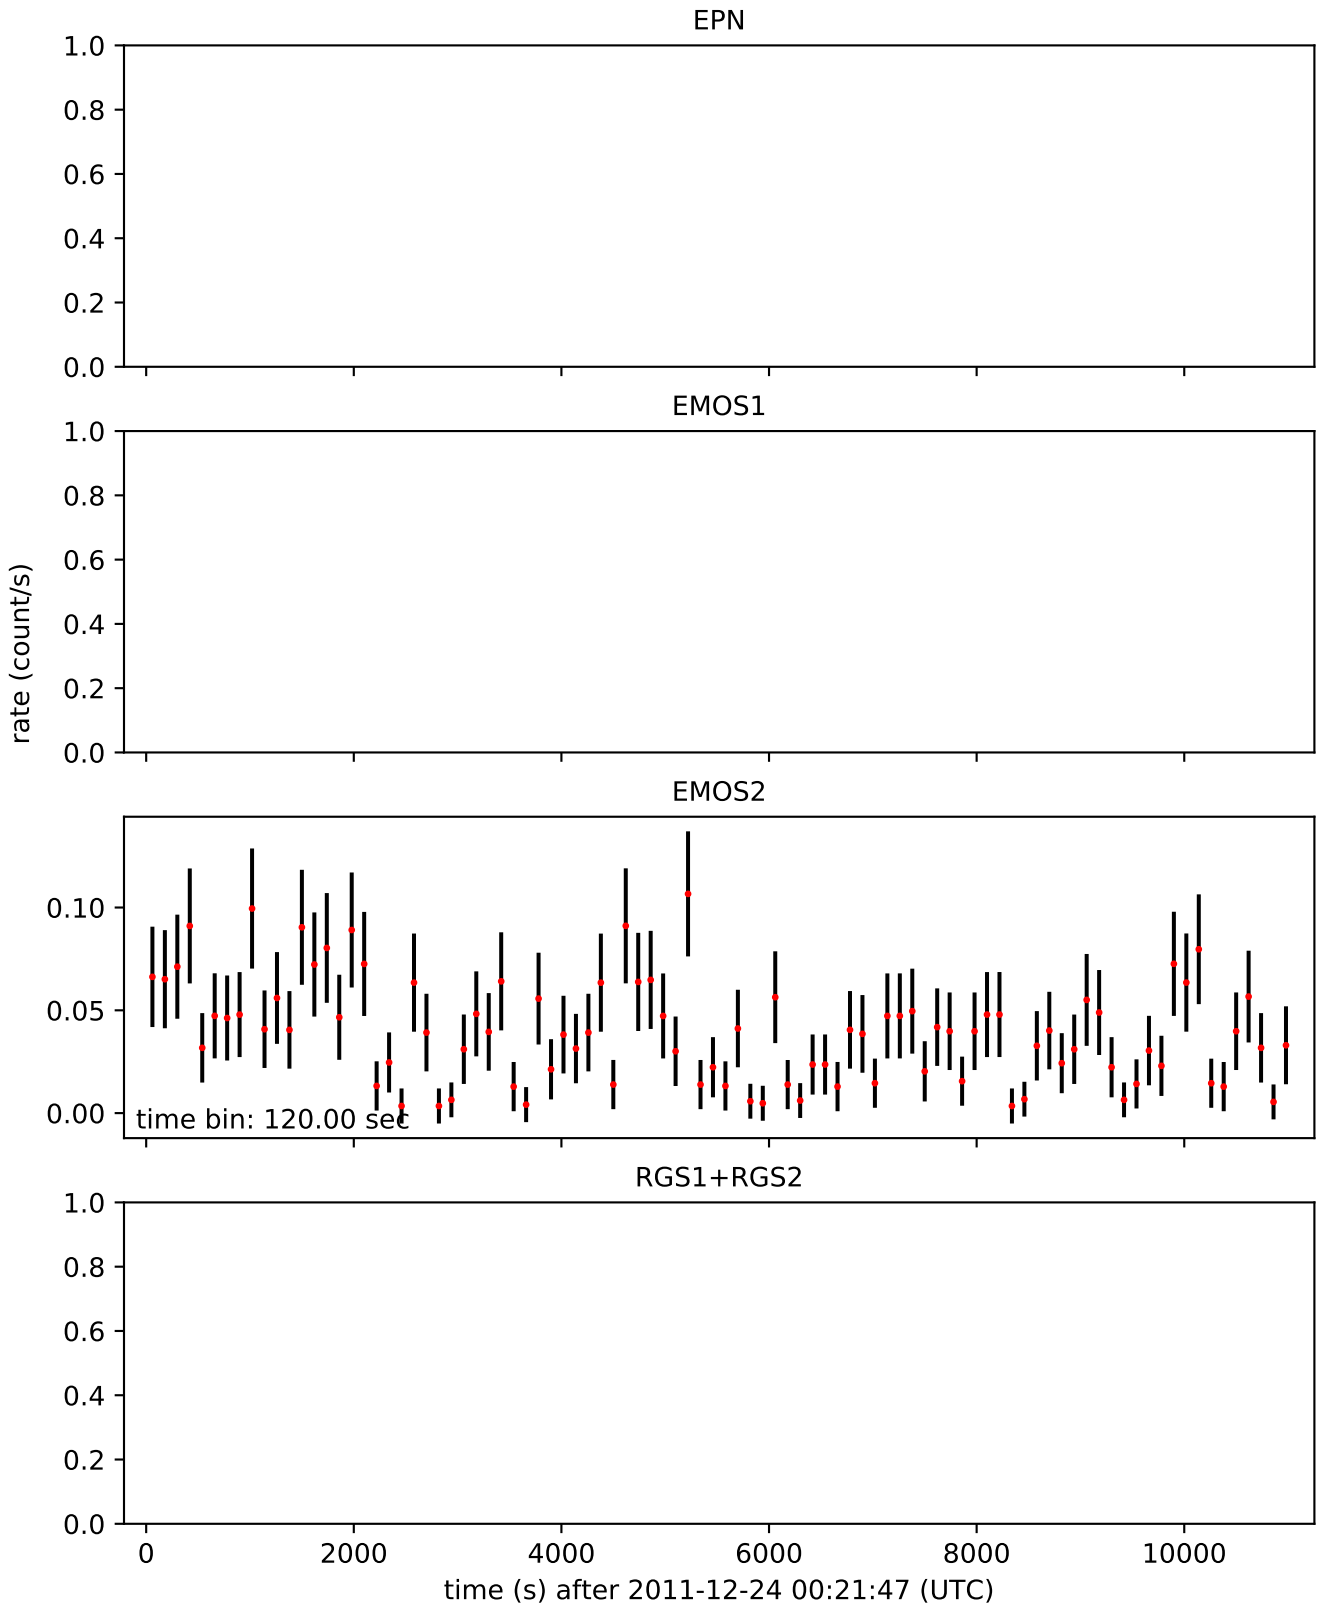 EPN
1.0
0.8
0.6
0.4
0.2
0.0
EMOS1
1.0
0.8
0.6
0.4
0.2
0.0
rate (count/s)
EMOS2
0.10
0.05
0.00
time bin: 120.00 sec
RGS1+RGS2
1.0
0.8
0.6
0.4
0.2
0.0
0 2000 4000 6000 8000 10000
time (s) after 2011-12-24 00:21:47 (UTC)